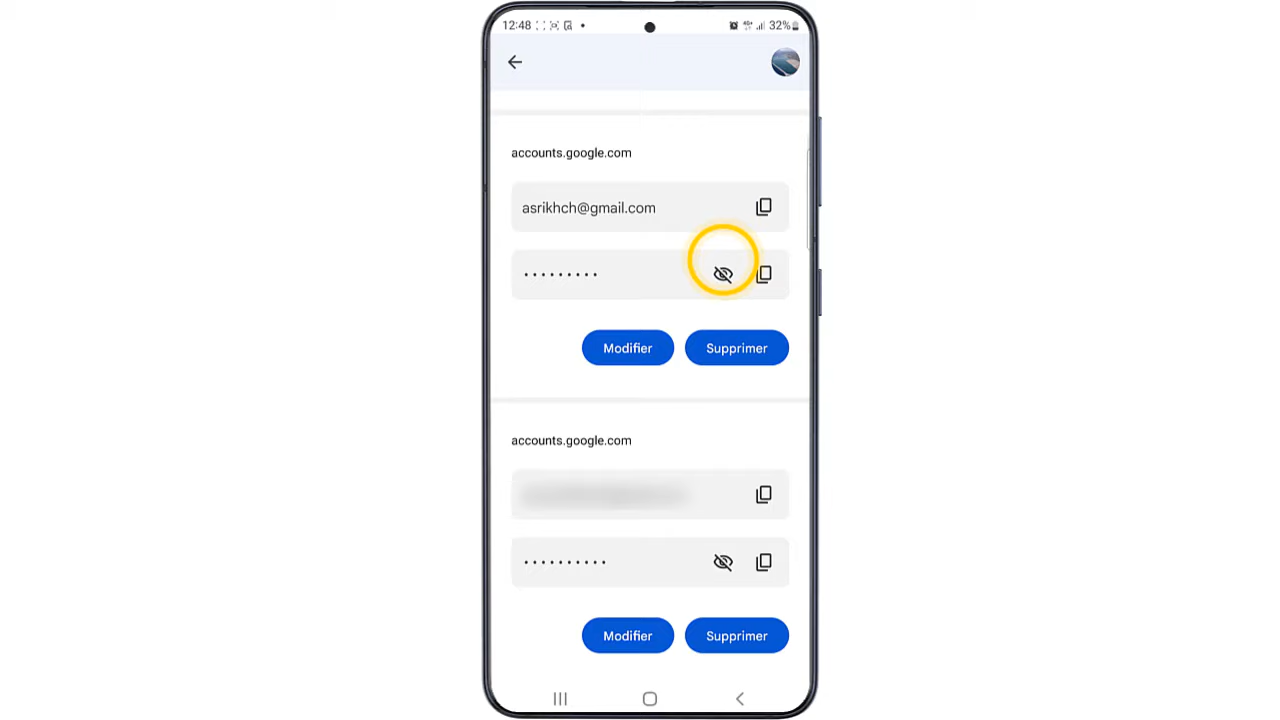 12:48 32%
accounts.google.com
asrikhch@gmail.com
•••••••••
Modifier Supprimer
accounts.google.com
••••••••••
Modifier Supprimer